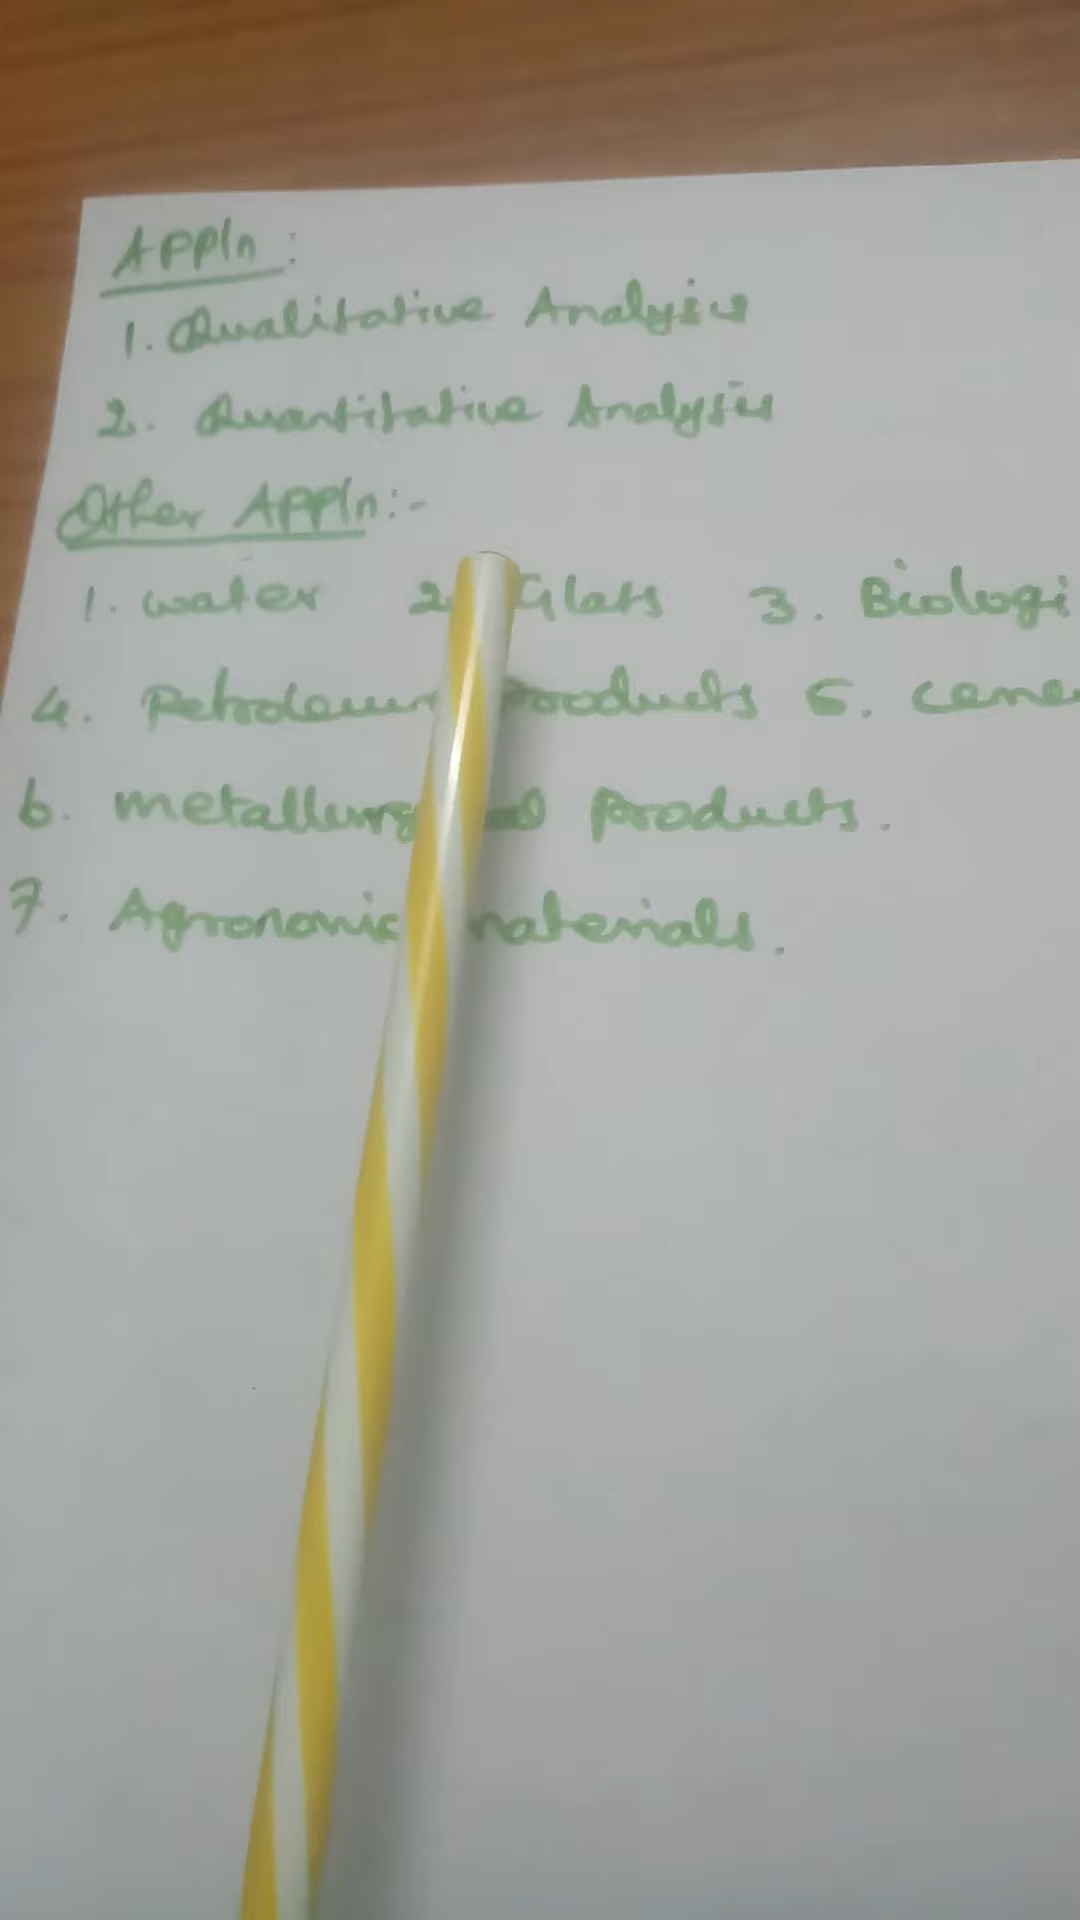 Appln :
1. Qualitative Analysis
2. Quantitative Analysis
Other Appln:-
1. water 2. Glass 3. Biologi
4. Petroleum products 5. ceme
6. metallurgical products.
7. Agronomic materials.